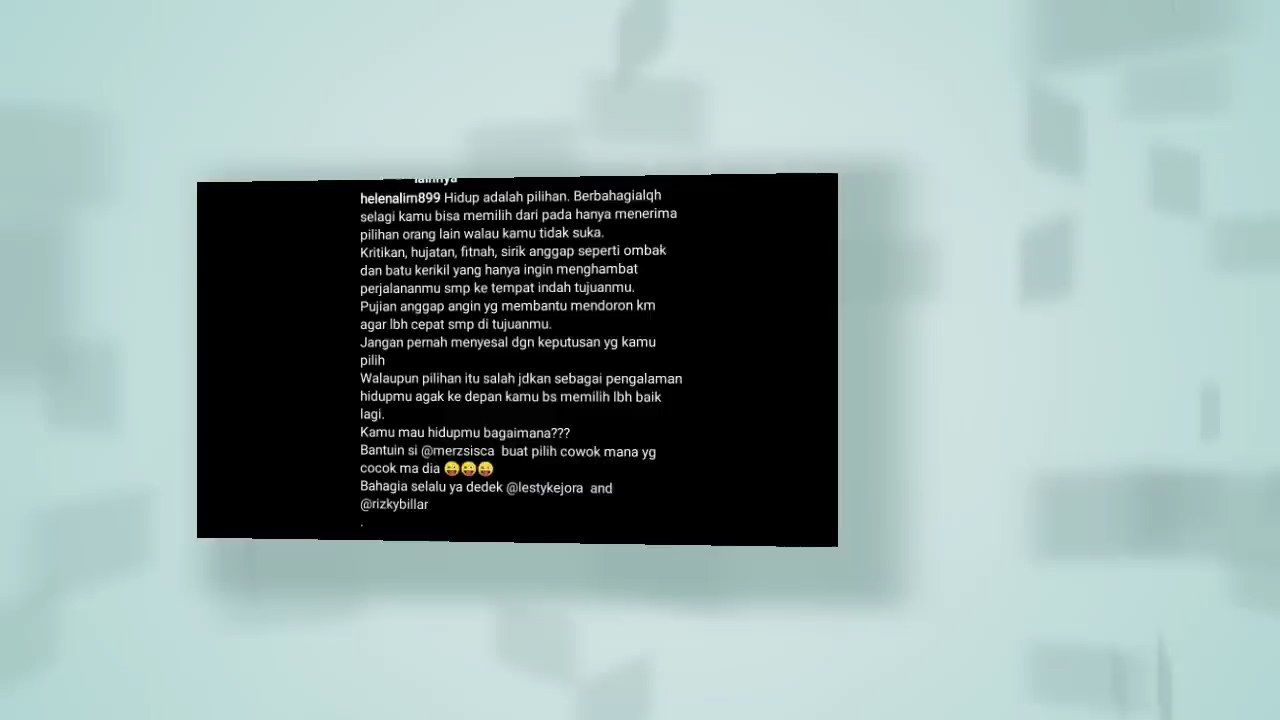 lainnya
helenalim899 Hidup adalah pilihan. Berbahagialqh
selagi kamu bisa memilih dari pada hanya menerima
pilihan orang lain walau kamu tidak suka.
Kritikan, hujatan, fitnah, sirik anggap seperti ombak
dan batu kerikil yang hanya ingin menghambat
perjalananmu smp ke tempat indah tujuanmu.
Pujian anggap angin yg membantu mendoron km
agar lbh cepat smp di tujuanmu.
Jangan pernah menyesal dgn keputusan yg kamu
pilih
Walaupun pilihan itu salah jdkan sebagai pengalaman
hidupmu agak ke depan kamu bs memilih lbh baik
lagi.
Kamu mau hidupmu bagaimana???
Bantuin si @merzsisca buat pilih cowok mana yg
cocok ma dia 😜😜😜
Bahagia selalu ya dedek @lestykejora and
@rizkybillar
.